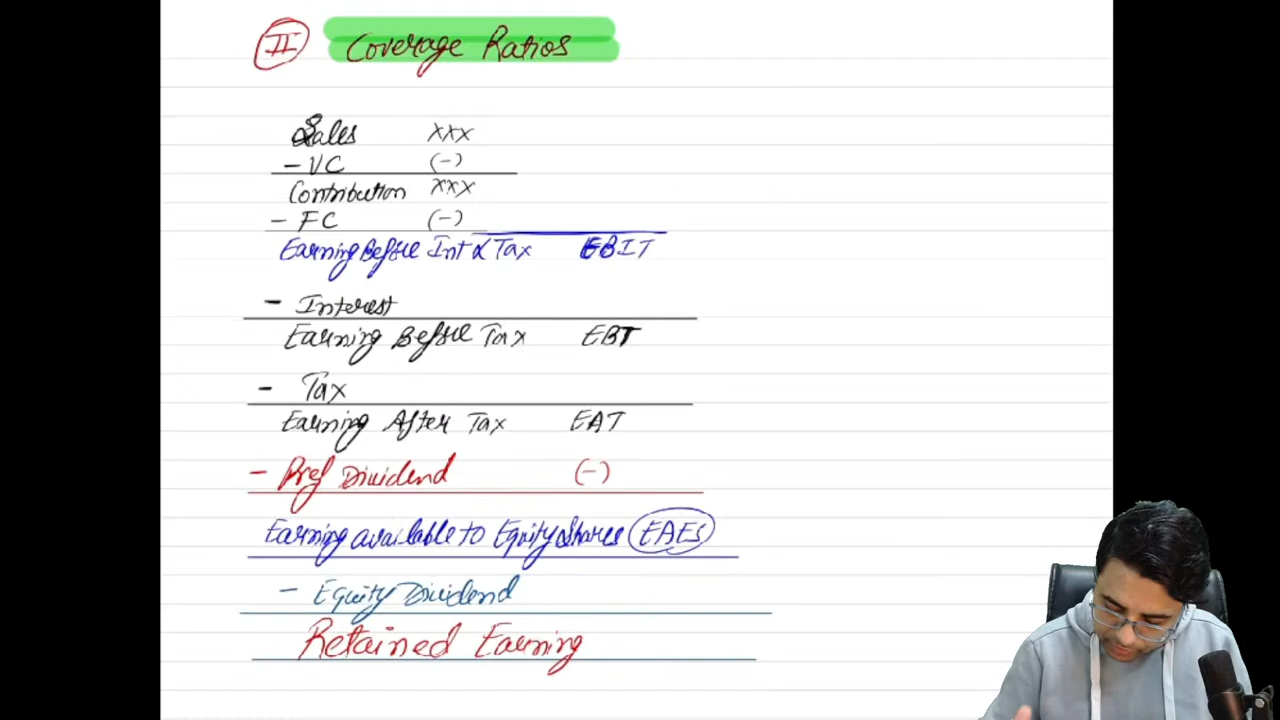 II Coverage Ratios
Sales xxx
- VC (-)
Contribution xxx
- FC (-)
Earning Before Int & Tax EBIT
- Interest
Earning Before Tax EBT
- Tax
Earning After Tax EAT
- Pref Dividend (-)
Earning available to Equity Shares EAES
- Equity Dividend
Retained Earning